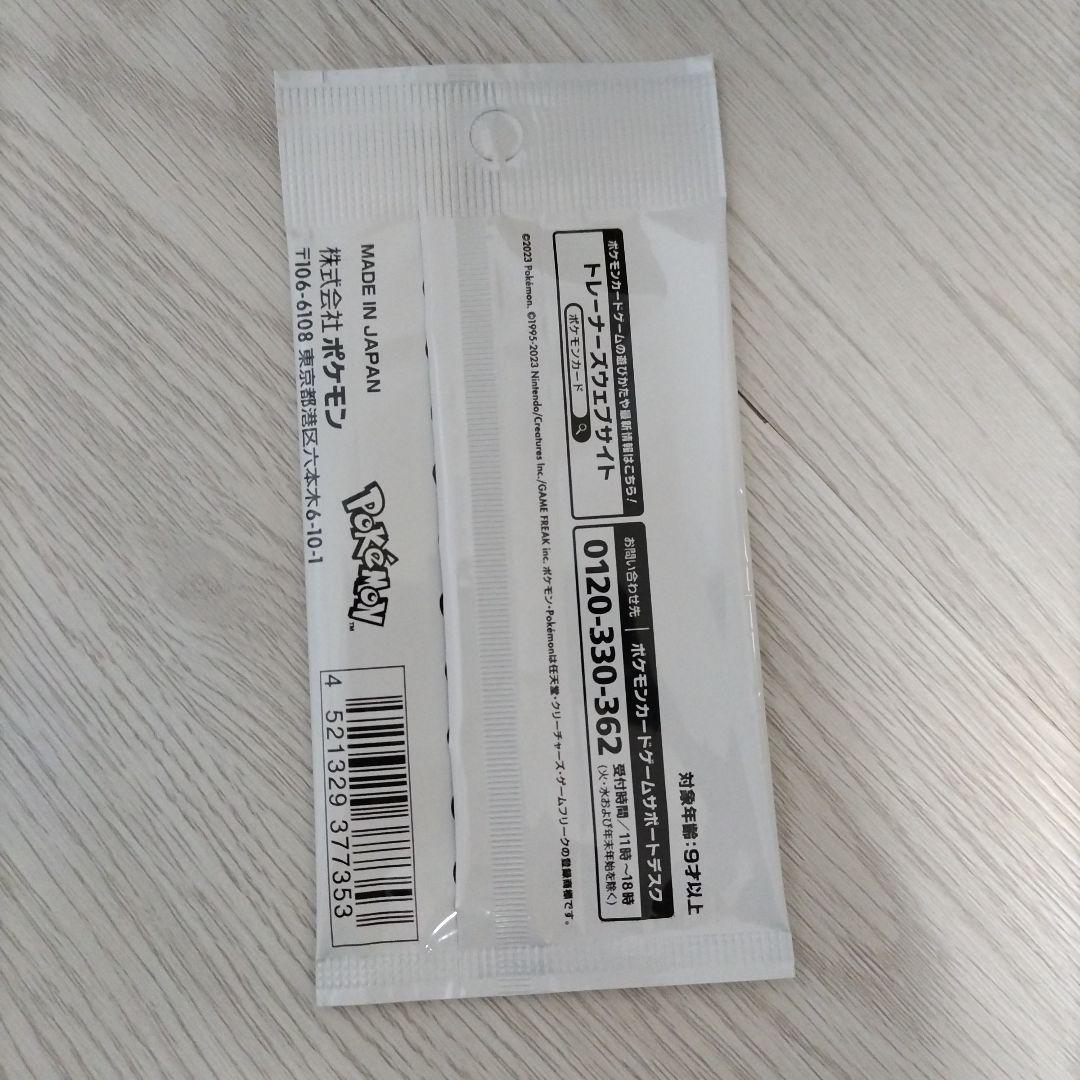 対象年齢:9才以上
ポケモンカードゲームの遊びかたや最新情報はこちら!
トレーナーズウェブサイト
ポケモンカード
お問い合わせ先 | ポケモンカードゲームサポートデスク
0120-330-362
受付時間/11時~18時
(火・水および年末年始を除く)
©2023 Pokémon. ©1995-2023 Nintendo/Creatures Inc./GAME FREAK inc. ポケモン・Pokémonは任天堂・クリーチャーズ・ゲームフリークの登録商標です。
MADE IN JAPAN
株式会社 ポケモン
〒106-6108 東京都港区六本木6-10-1
POKéMON™
4 521329 377353